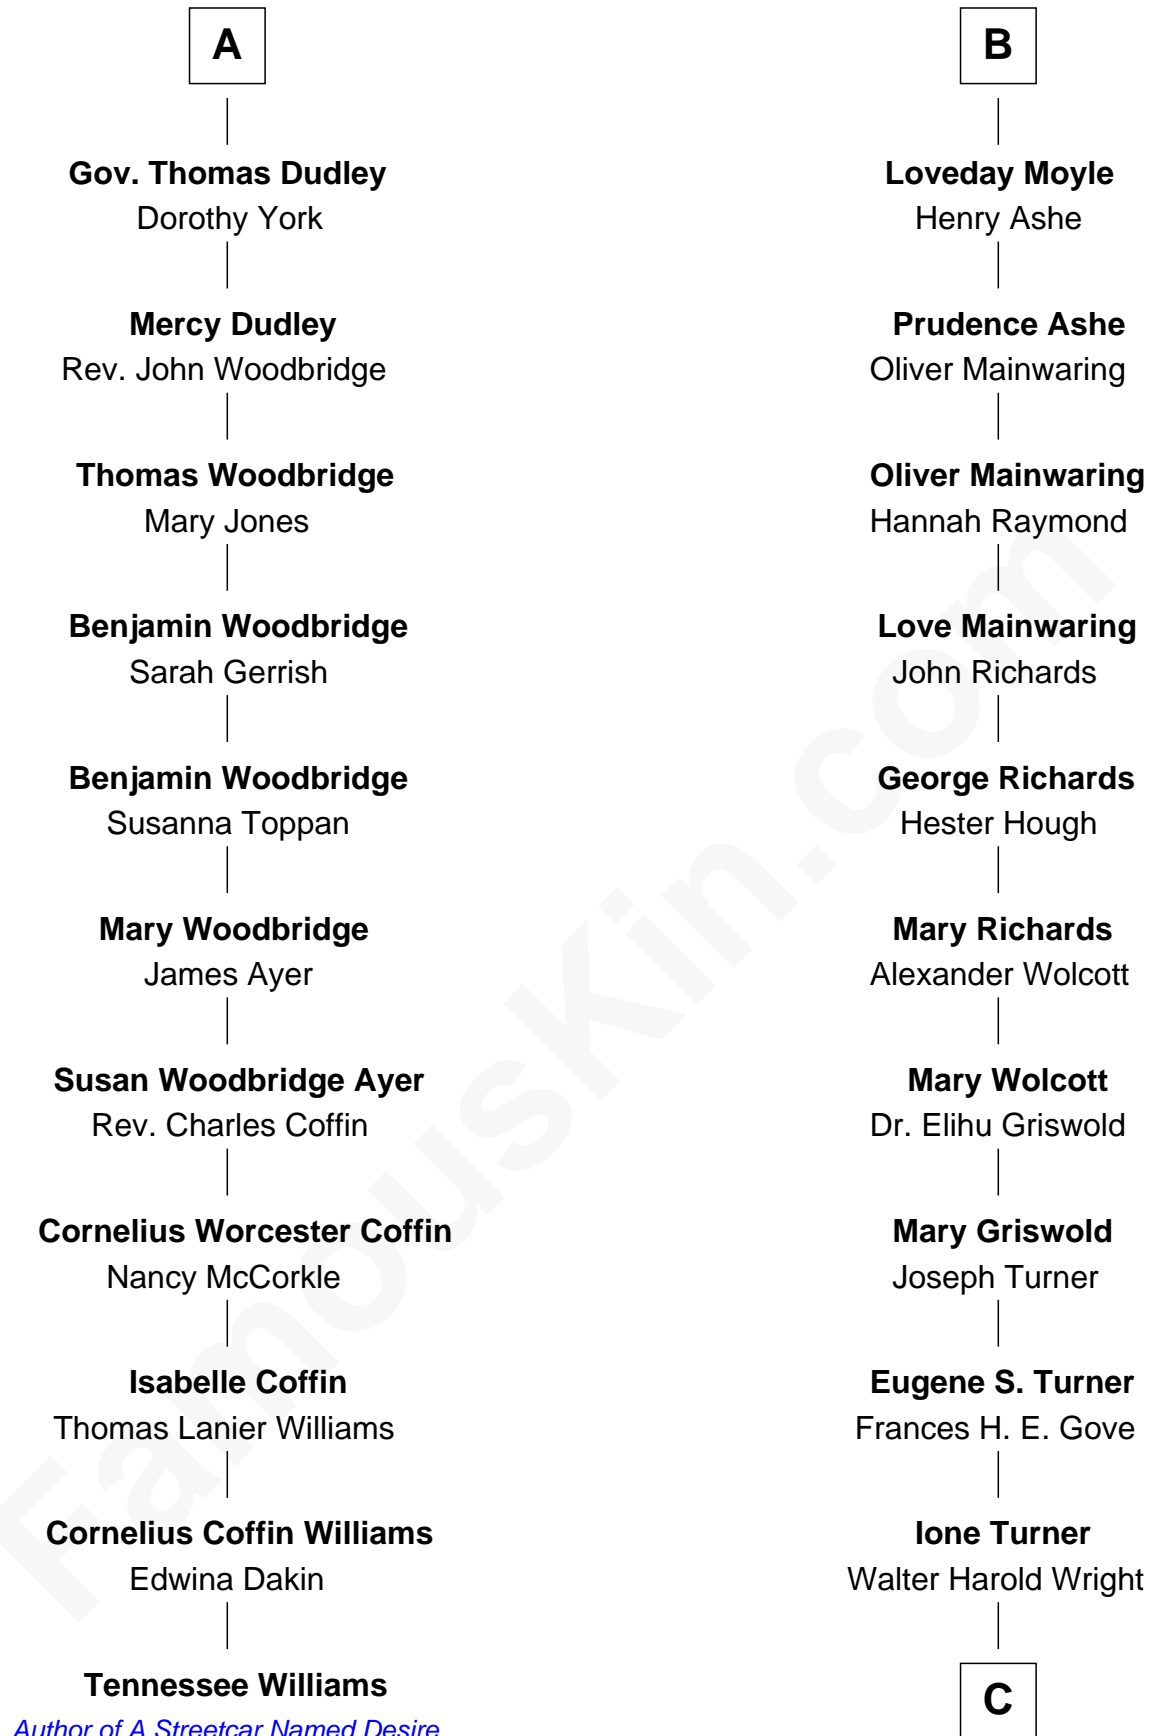 A
Gov. Thomas Dudley
Dorothy York
Mercy Dudley
Rev. John Woodbridge
Thomas Woodbridge
Mary Jones
Benjamin Woodbridge
Sarah Gerrish
Benjamin Woodbridge
Susanna Toppan
Mary Woodbridge
James Ayer
Susan Woodbridge Ayer
Rev. Charles Coffin
Cornelius Worcester Coffin
Nancy McCorkle
Isabelle Coffin
Thomas Lanier Williams
Cornelius Coffin Williams
Edwina Dakin
Tennessee Williams
Author of A Streetcar Named Desire
B
Loveday Moyle
Henry Ashe
Prudence Ashe
Oliver Mainwaring
Oliver Mainwaring
Hannah Raymond
Love Mainwaring
John Richards
George Richards
Hester Hough
Mary Richards
Alexander Wolcott
Mary Wolcott
Dr. Elihu Griswold
Mary Griswold
Joseph Turner
Eugene S. Turner
Frances H. E. Gove
Ione Turner
Walter Harold Wright
C
FamousKin.com